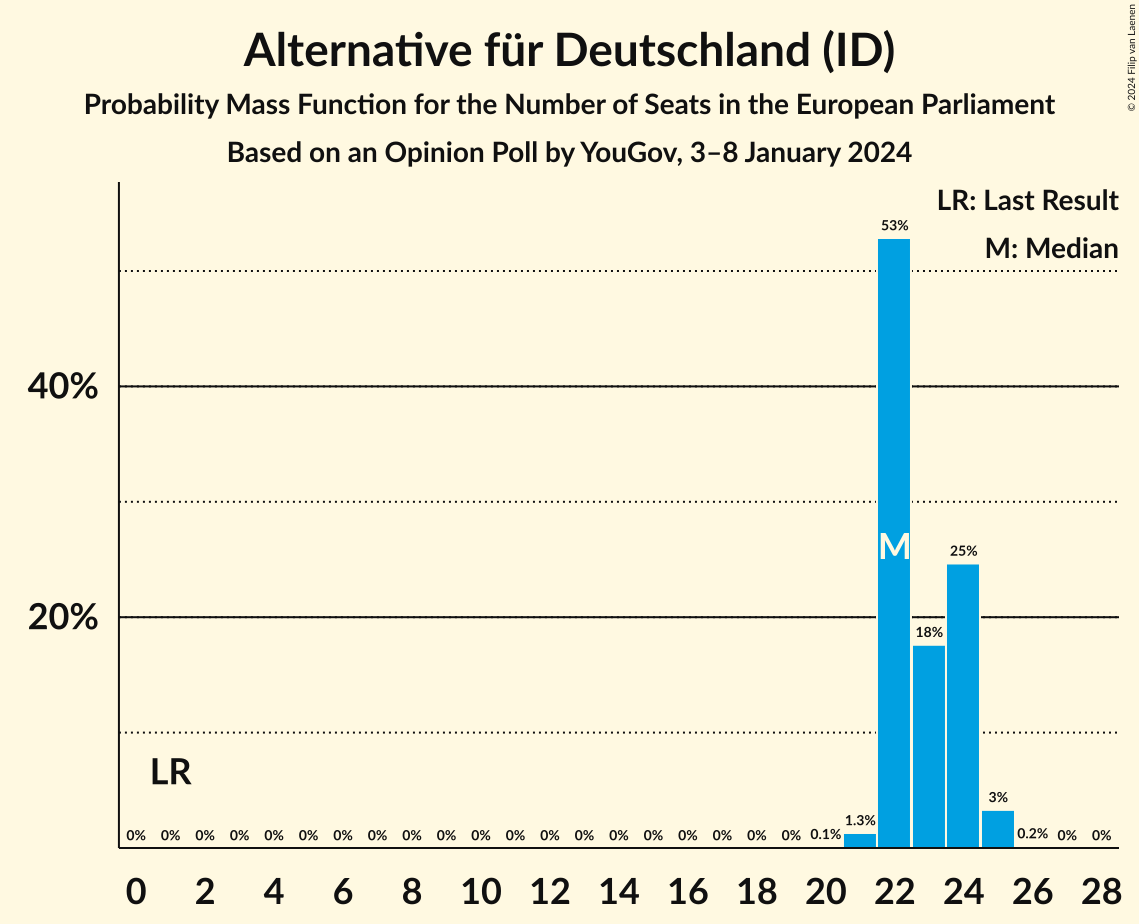 Alternative für Deutschland (ID)
Probability Mass Function for the Number of Seats in the European Parliament
Based on an Opinion Poll by YouGov, 3–8 January 2024
© 2024 Filip van Laenen
LR: Last Result
M: Median
53%
40%
M
25%
20%
18%
LR
0% 0% 0% 0% 0% 0% 0% 0% 0% 0% 0% 0% 0% 0% 0% 0% 0% 0% 0% 0% 0.1% 1.3% 3% 0.2% 0% 0%
0 2 4 6 8 10 12 14 16 18 20 22 24 26 28